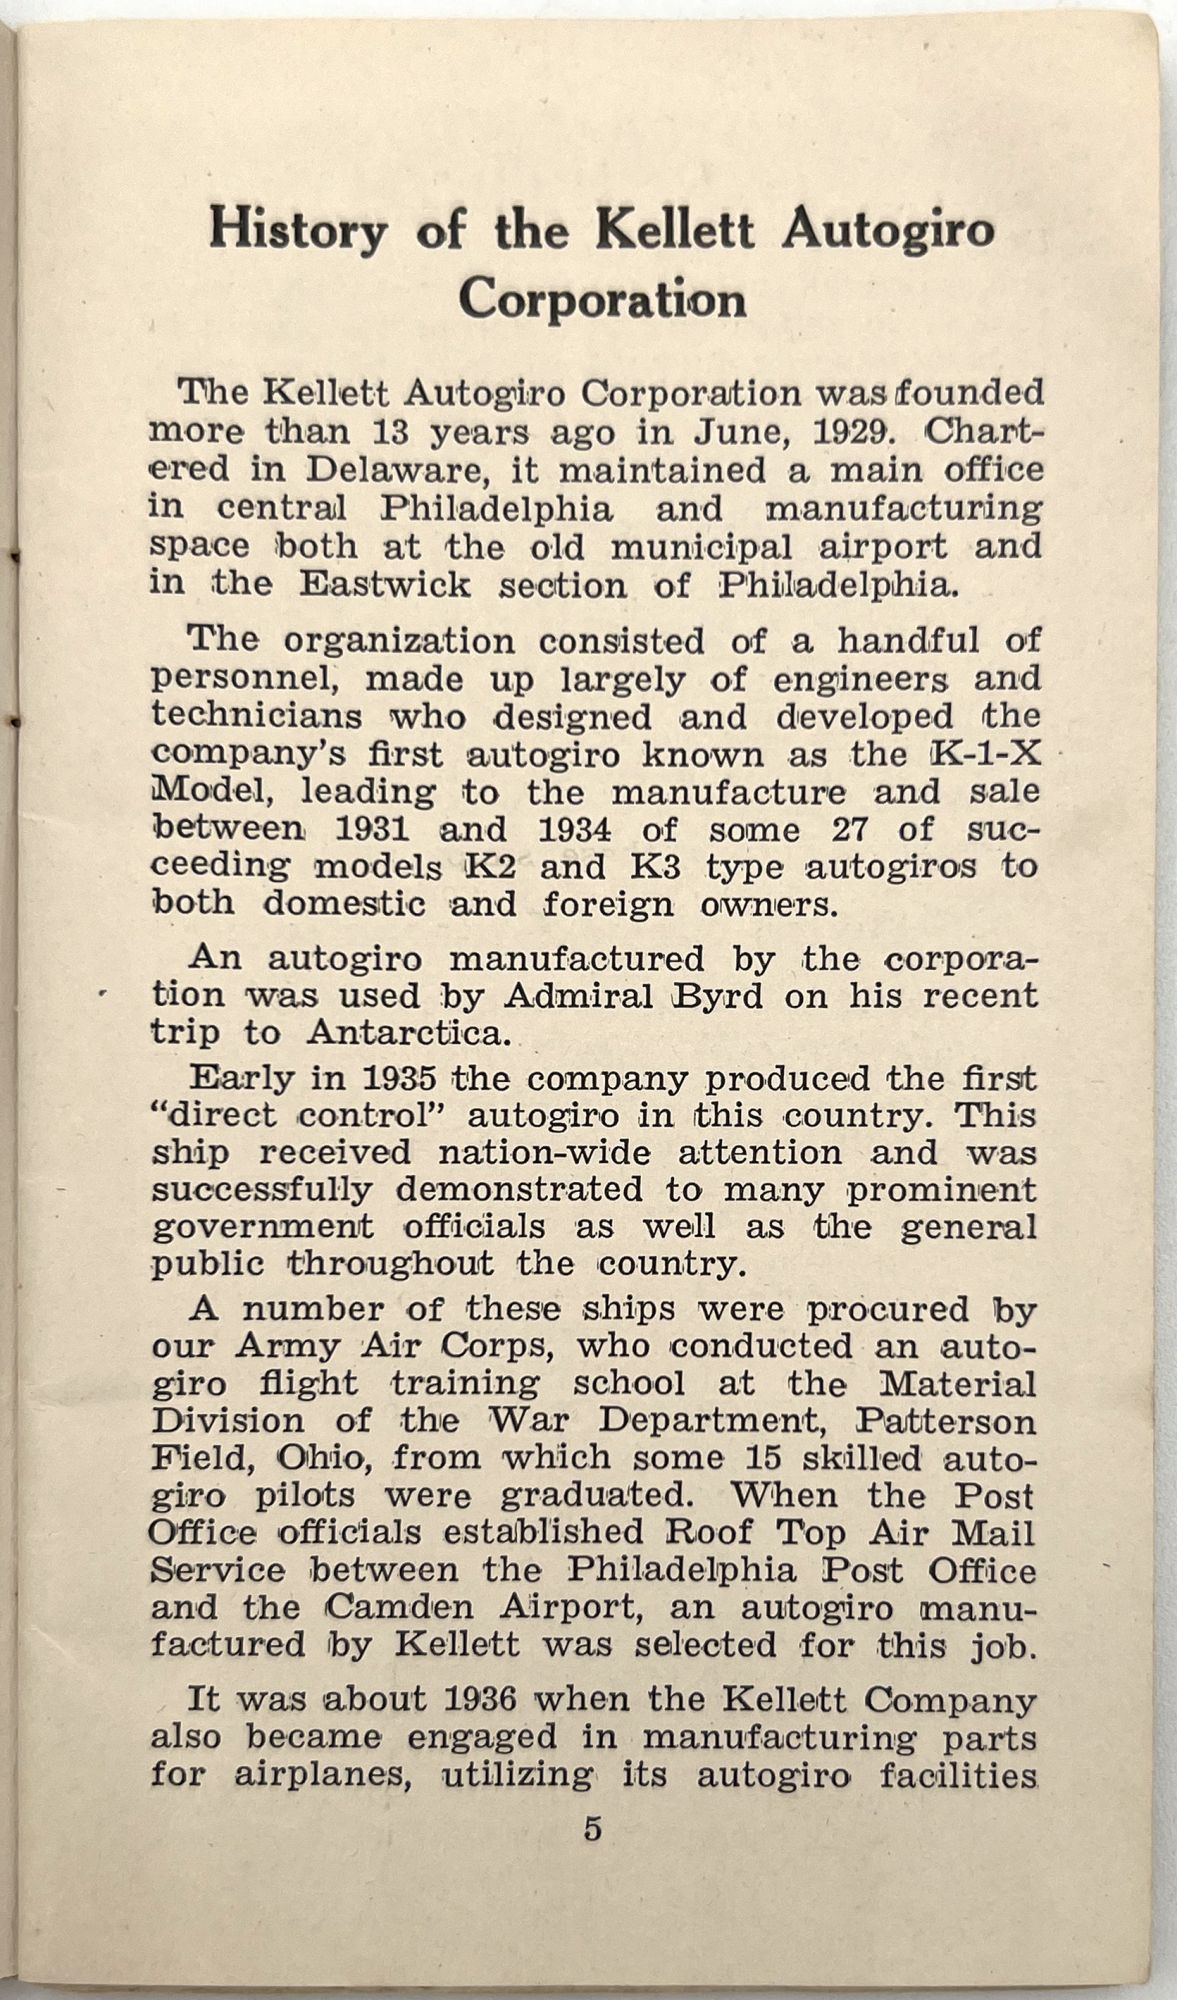 History of the Kellett Autogiro
Corporation
The Kellett Autogiro Corporation was founded
more than 13 years ago in June, 1929. Chart-
ered in Delaware, it maintained a main office
in central Philadelphia and manufacturing
space both at the old municipal airport and
in the Eastwick section of Philadelphia.
The organization consisted of a handful of
personnel, made up largely of engineers and
technicians who designed and developed the
company's first autogiro known as the K-1-X
Model, leading to the manufacture and sale
between 1931 and 1934 of some 27 of suc-
ceeding models K2 and K3 type autogiros to
both domestic and foreign owners.
An autogiro manufactured by the corpora-
tion was used by Admiral Byrd on his recent
trip to Antarctica.
Early in 1935 the company produced the first
"direct control" autogiro in this country. This
ship received nation-wide attention and was
successfully demonstrated to many prominent
government officials as well as the general
public throughout the country.
A number of these ships were procured by
our Army Air Corps, who conducted an auto-
giro flight training school at the Material
Division of the War Department, Patterson
Field, Ohio, from which some 15 skilled auto-
giro pilots were graduated. When the Post
Office officials established Roof Top Air Mail
Service between the Philadelphia Post Office
and the Camden Airport, an autogiro manu-
factured by Kellett was selected for this job.
It was about 1936 when the Kellett Company
also became engaged in manufacturing parts
for airplanes, utilizing its autogiro facilities
5